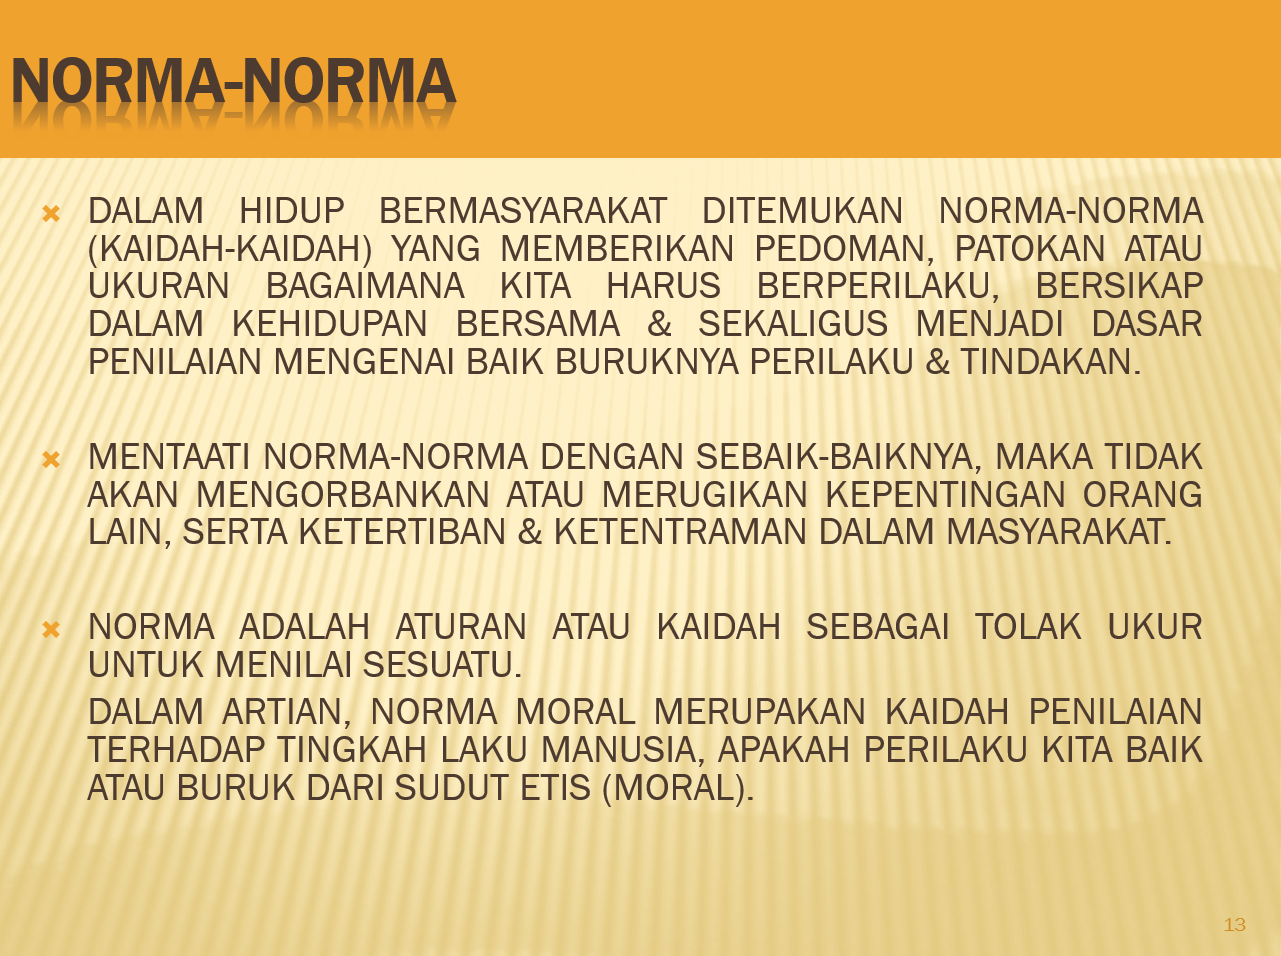 NORMA-NORMA
DALAM HIDUP BERMASYARAKAT DITEMUKAN NORMA-NORMA
(KAIDAH-KAIDAH) YANG MEMBERIKAN PEDOMAN, PATOKAN ATAU
UKURAN BAGAIMANA KITA HARUS BERPERILAKU, BERSIKAP
DALAM KEHIDUPAN BERSAMA & SEKALIGUS MENJADI DASAR
PENILAIAN MENGENAI BAIK BURUKNYA PERILAKU & TINDAKAN.
MENTAATI NORMA-NORMA DENGAN SEBAIK-BAIKNYA, MAKA TIDAK
AKAN MENGORBANKAN ATAU MERUGIKAN KEPENTINGAN ORANG
LAIN, SERTA KETERTIBAN & KETENTRAMAN DALAM MASYARAKAT.
NORMA ADALAH ATURAN ATAU KAIDAH SEBAGAI TOLAK UKUR
UNTUK MENILAI SESUATU.
DALAM ARTIAN, NORMA MORAL MERUPAKAN KAIDAH PENILAIAN
TERHADAP TINGKAH LAKU MANUSIA, APAKAH PERILAKU KITA BAIK
ATAU BURUK DARI SUDUT ETIS (MORAL).
13